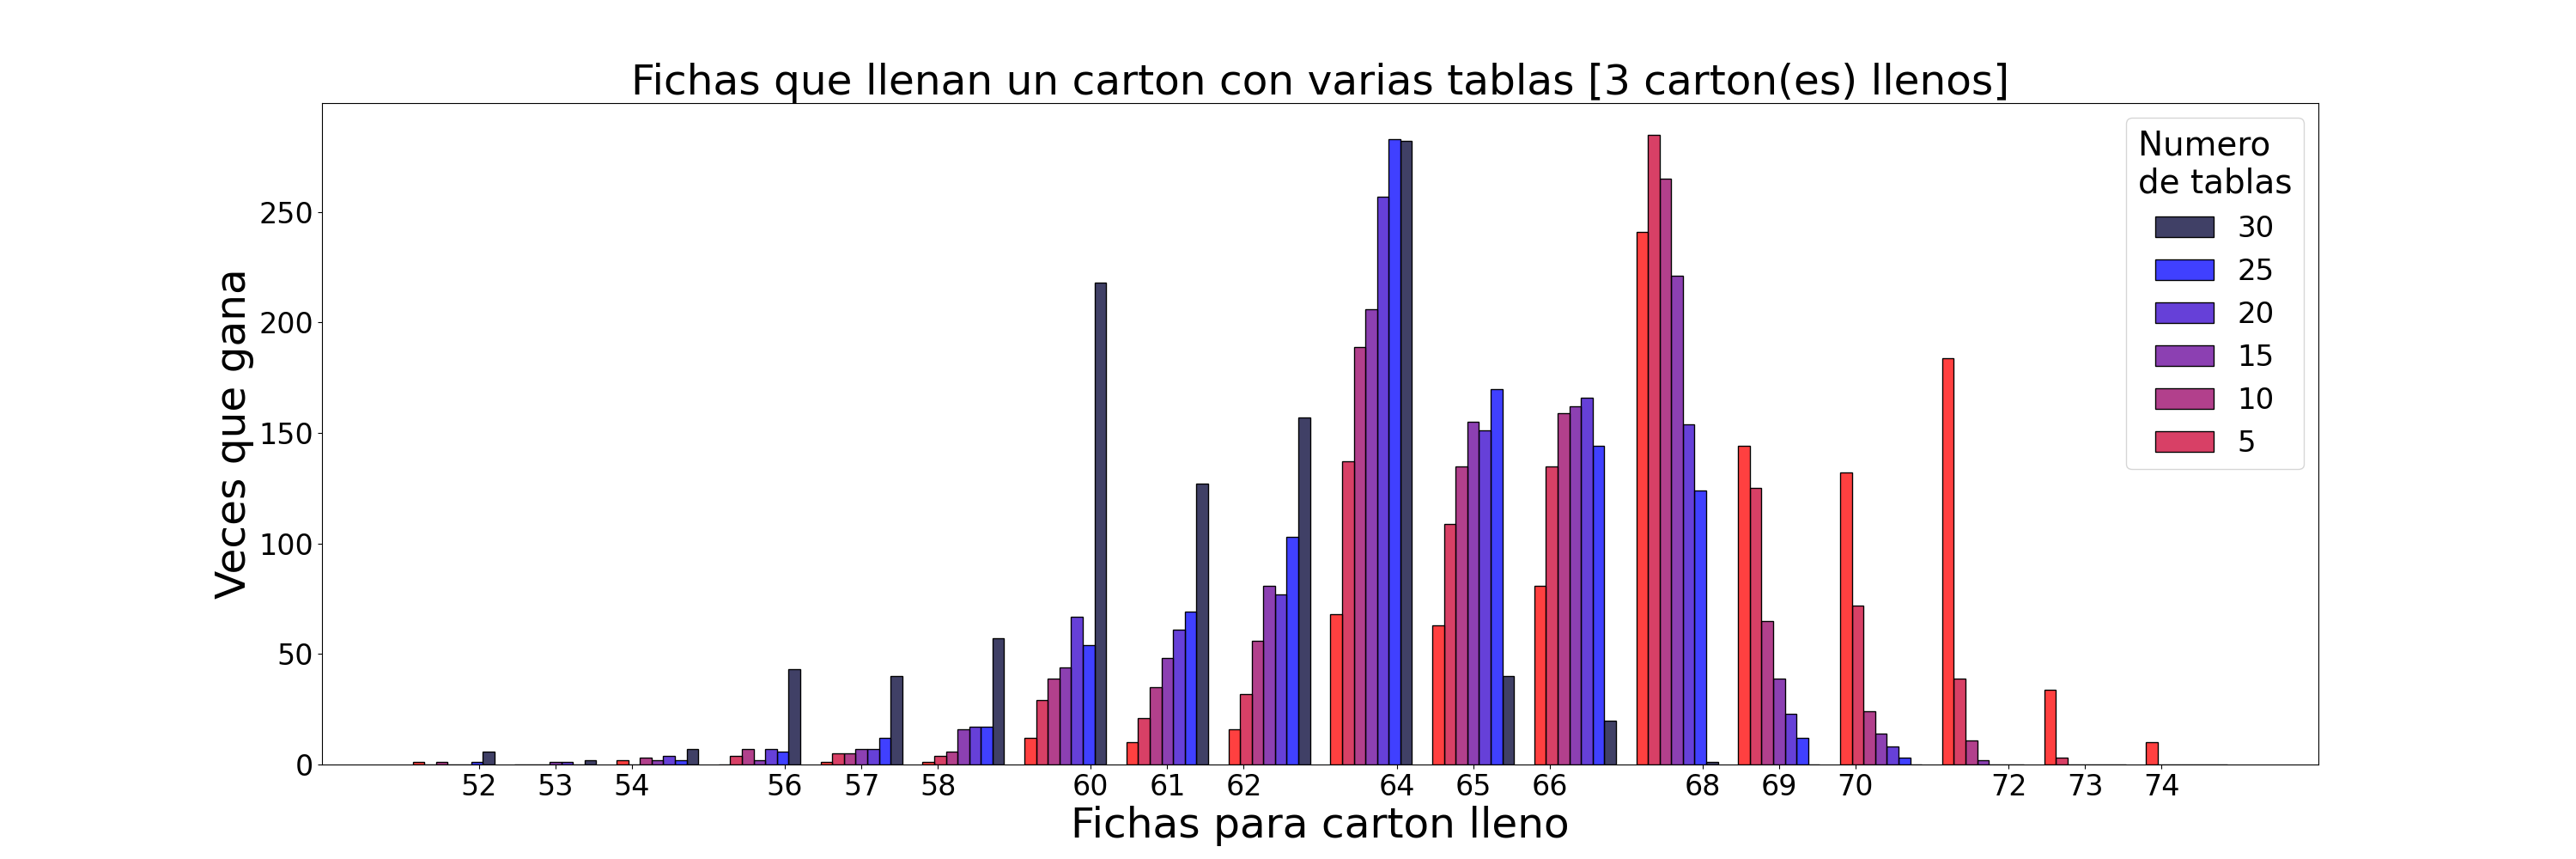 Fichas que llenan un carton con varias tablas [3 carton(es) llenos]
Veces que gana
250
200
150
100
50
0
Numero
de tablas
30
25
20
15
10
5
52 53 54 56 57 58 60 61 62 64 65 66 68 69 70 72 73 74
Fichas para carton lleno